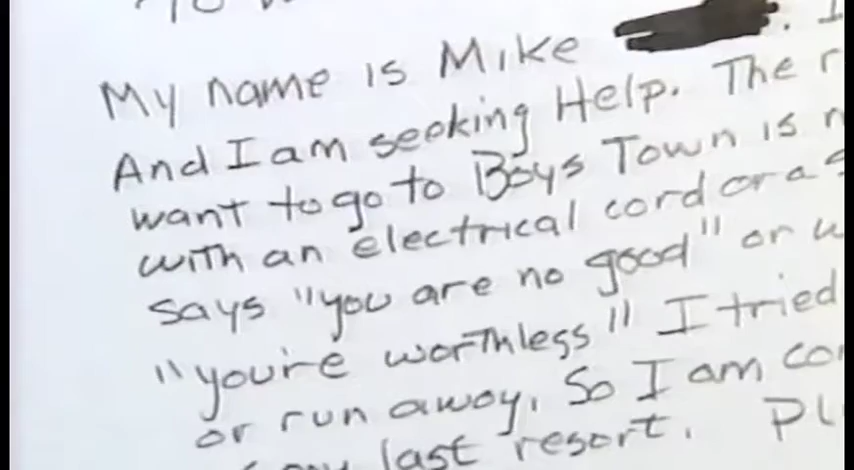 My name is Mike
And I am seeking Help. The
want to go to Boys Town is
with an electrical cord or a
says "you are no good" or
"you're worthless" I tried
or run away. So I am
my last resort.